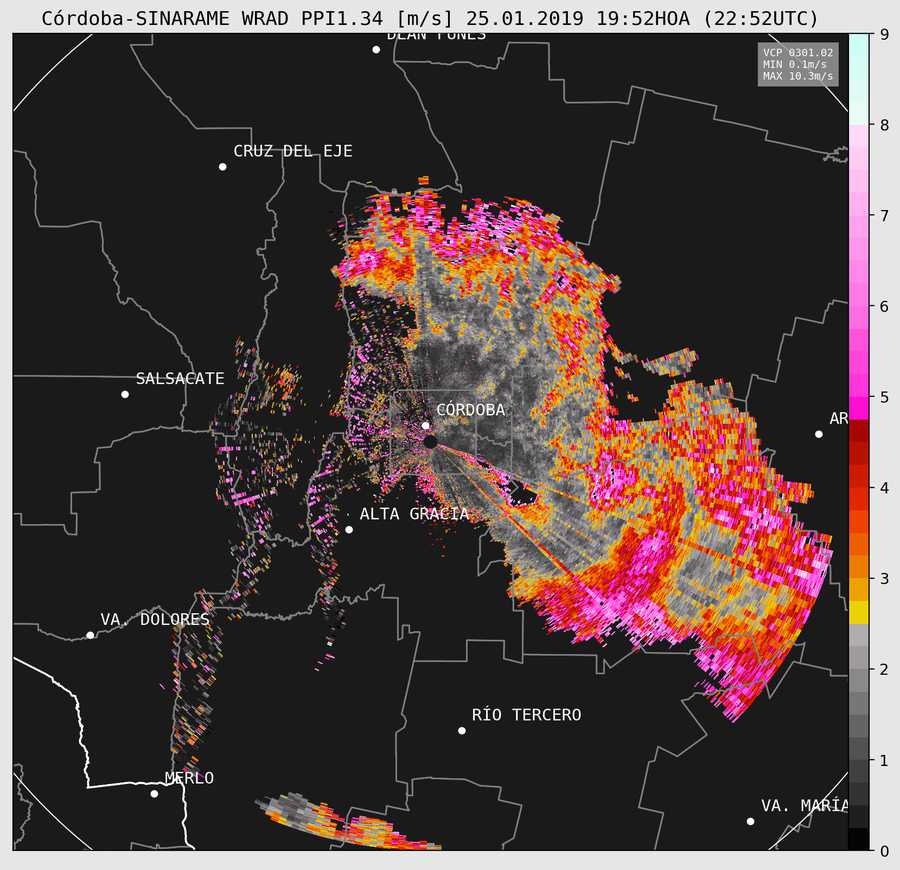 Córdoba-SINARAME WRAD PPI1.34 [m/s] 25.01.2019 19:52HOA (22:52UTC)
DEAN FUNES
VCP 0301.02
MIN 0.1m/s
MAX 10.3m/s
CRUZ DEL EJE
SALSACATE
CÓRDOBA
AR
ALTA GRACIA
VA. DOLORES
RÍO TERCERO
MERLO
VA. MARÍA
9
8
7
6
5
4
3
2
1
0